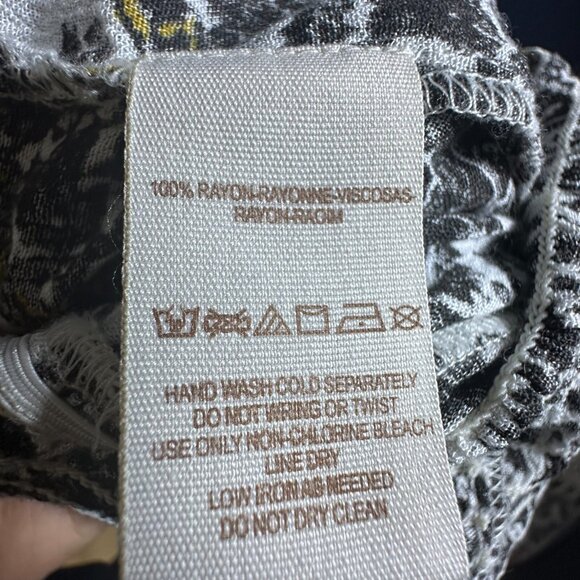 100% RAYON-RAYONNE-VISCOSAS-
RAYON-RAOIM
HAND WASH COLD SEPARATELY
DO NOT WRING OR TWIST
USE ONLY NON-CHLORINE BLEACH
LINE DRY
LOW IRON AS NEEDED
DO NOT DRY CLEAN